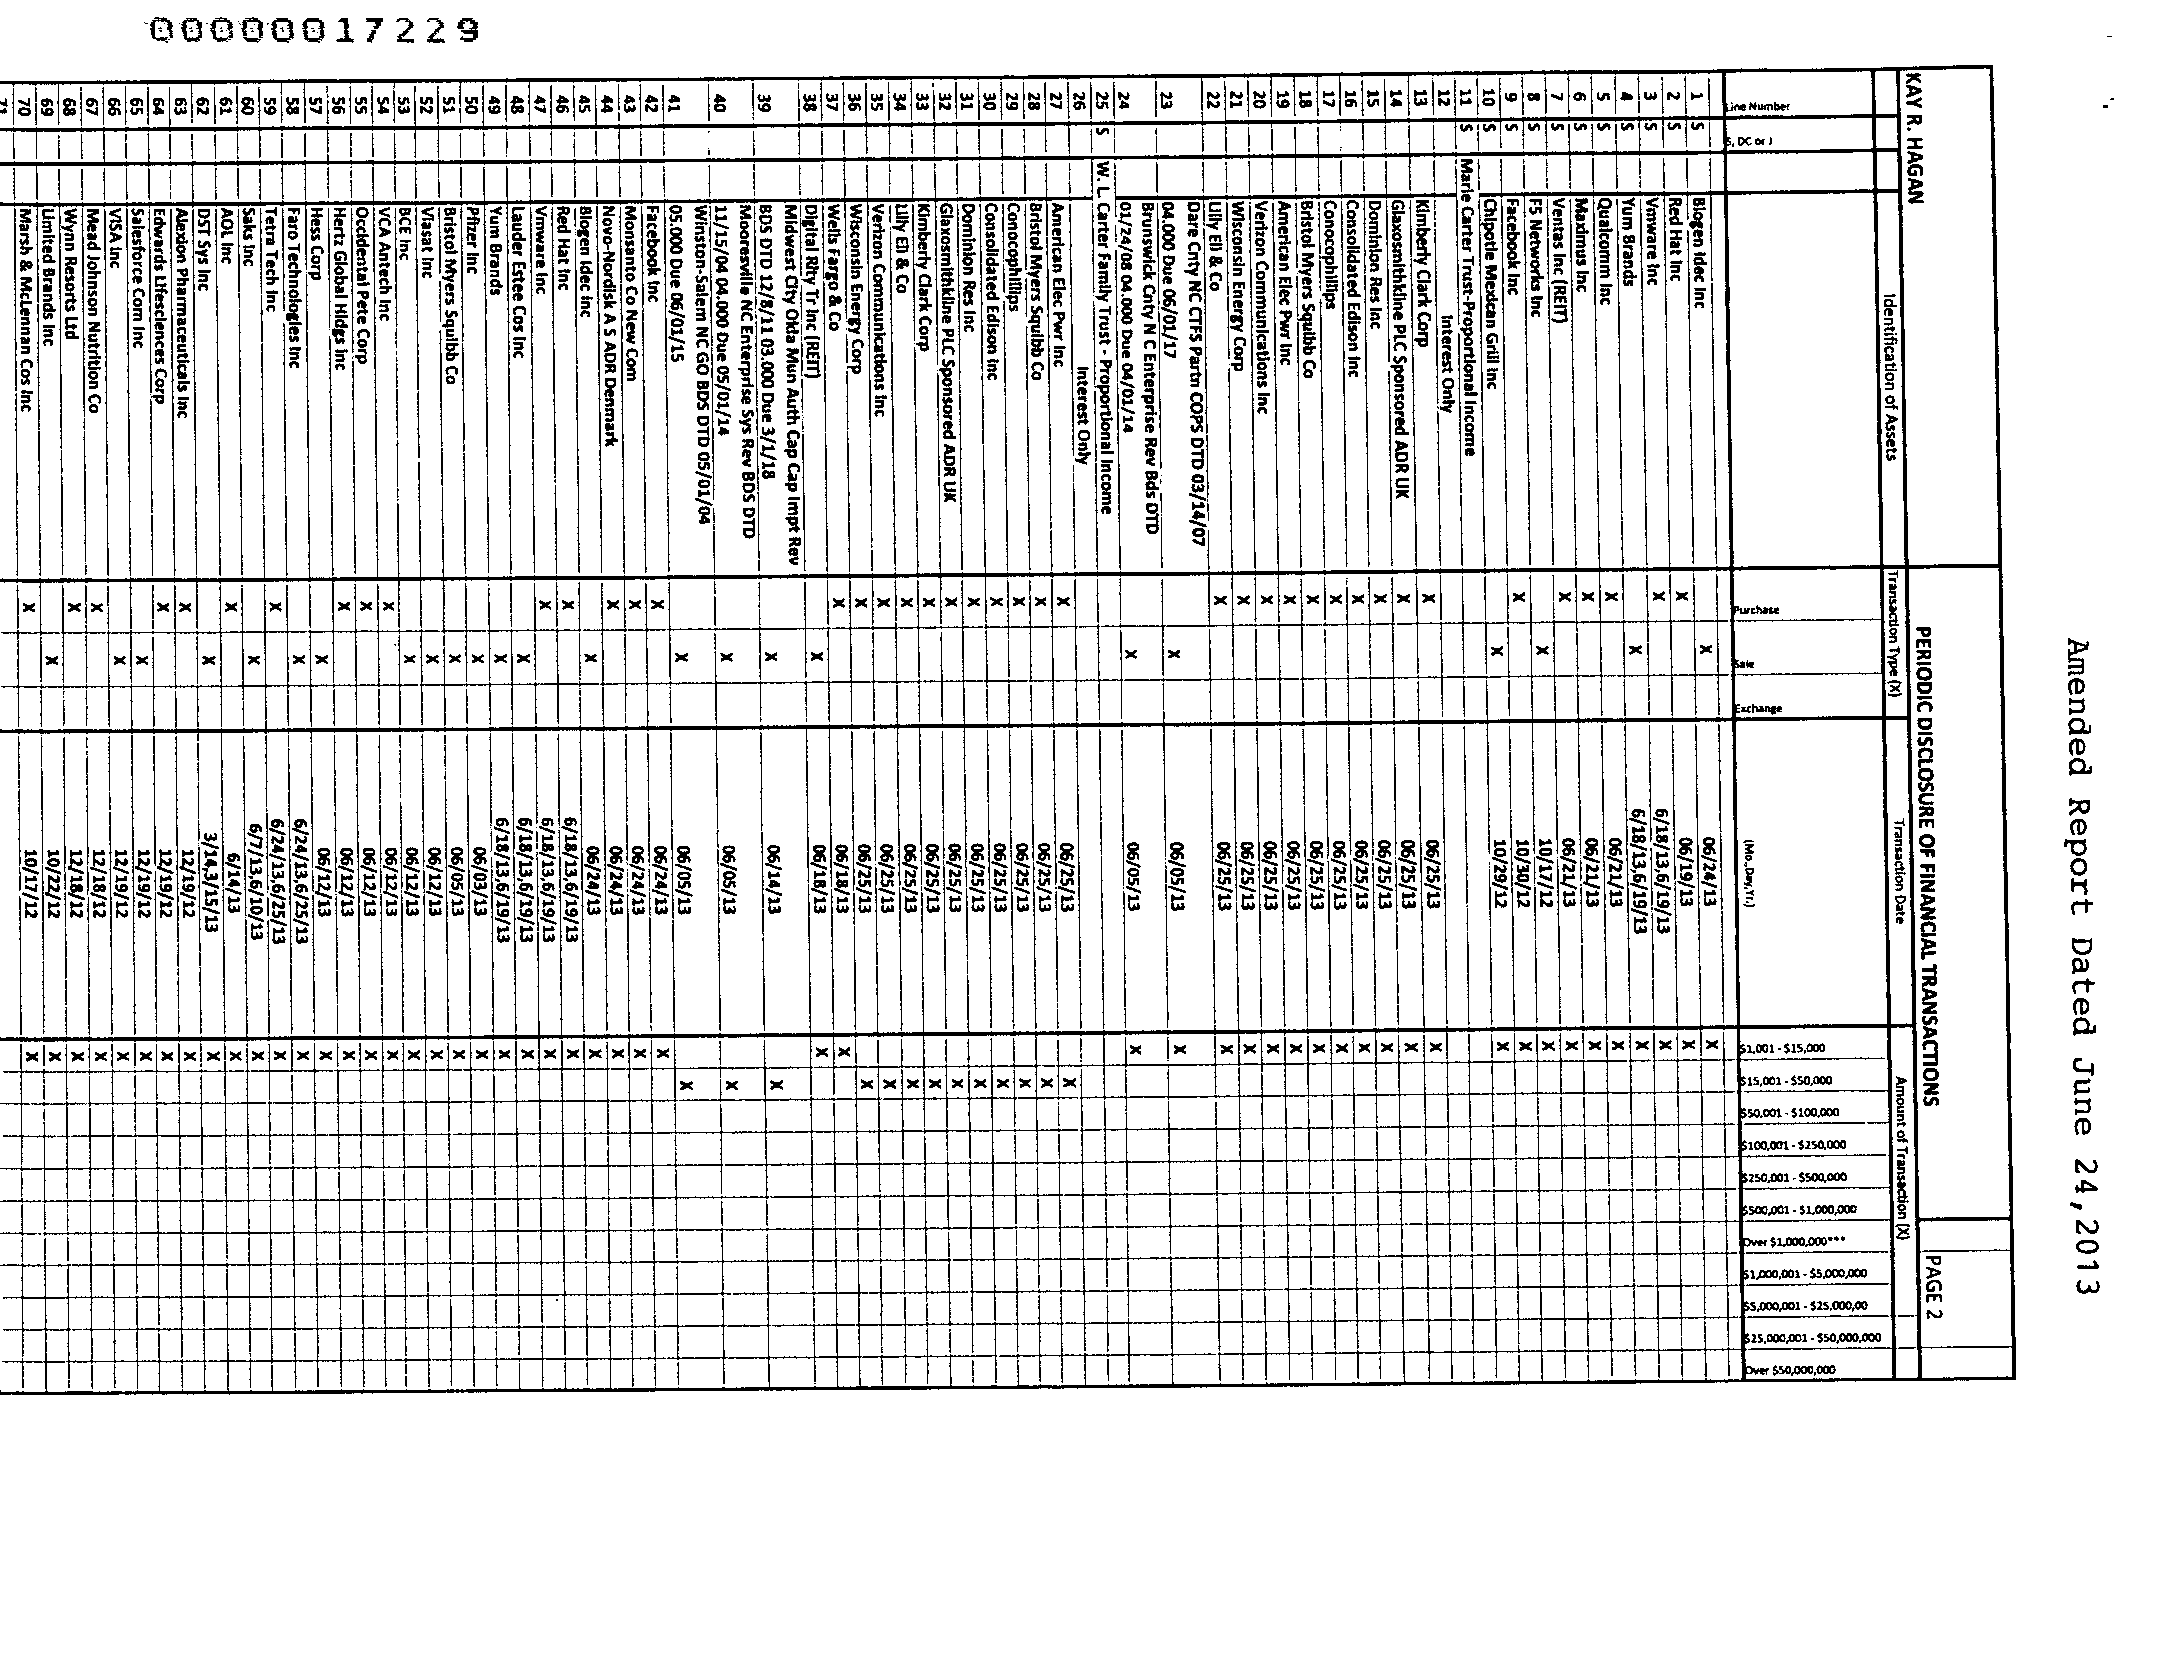 00000017229
Amended Report Dated June 24,2013
KAY R. HAGAN PERIODIC DISCLOSURE OF FINANCIAL TRANSACTIONS PAGE 2
Identification of Assets Transaction Type (X) Transaction Date Amount of Transaction (X)
Line Number
S, DC or J
Purchase
Sale
Exchange
(Mo.,Day,Yr.)
$1,001 - $15,000
$15,001 - $50,000
$50,001 - $100,000
$100,001 - $250,000
$250,001 - $500,000
$500,001 - $1,000,000
Over $1,000,000***
$1,000,001 - $5,000,000
$5,000,001 - $25,000,00
$25,000,001 - $50,000,000
Over $50,000,000
1 S Biogen Idec Inc X 06/24/13 X
2 S Red Hat Inc X 06/19/13 X
3 S Vmware Inc X 6/18/13,6/19/13 X
4 S Yum Brands X 6/18/13,6/19/13 X
5 S Qualcomm Inc X 06/21/13 X
6 S Maximus Inc X 06/21/13 X
7 S Ventas Inc (REIT) X 06/21/13 X
8 S F5 Networks Inc X 10/17/12 X
9 S Facebook Inc X 10/30/12 X
10 S Chipotle Mexican Grill Inc X 10/29/12 X
11 S Marie Carter Trust-Proportional Income
12 Interest Only
13 Kimberly Clark Corp X 06/25/13 X
14 Glaxosmithkline PLC Sponsored ADR UK X 06/25/13 X
15 Dominion Res Inc X 06/25/13 X
16 Consolidated Edison Inc X 06/25/13 X
17 Conocophillips X 06/25/13 X
18 Bristol Myers Squibb Co X 06/25/13 X
19 American Elec Pwr Inc X 06/25/13 X
20 Verizon Communications Inc X 06/25/13 X
21 Wisconsin Energy Corp X 06/25/13 X
22 Lilly Eli & Co X 06/25/13 X
Dare Cnty NC CTFS Partn COPS DTD 03/14/07
23 04.000 Due 06/01/17 X 06/05/13 X
Brunswick Cnty N C Enterprise Rev Bds DTD
24 01/24/08 04.000 Due 04/01/14 X 06/05/13 X
25 S W. L. Carter Family Trust - Proportional Income
26 Interest Only
27 American Elec Pwr Inc X 06/25/13 X
28 Bristol Myers Squibb Co X 06/25/13 X
29 Conocophillips X 06/25/13 X
30 Consolidated Edison Inc X 06/25/13 X
31 Dominion Res Inc X 06/25/13 X
32 Glaxosmithkline PLC Sponsored ADR UK X 06/25/13 X
33 Kimberly Clark Corp X 06/25/13 X
34 Lilly Eli & Co X 06/25/13 X
35 Verizon Communications Inc X 06/25/13 X
36 Wisconsin Energy Corp X 06/25/13 X
37 Wells Fargo & Co X 06/18/13 X
38 Digital Rlty Tr Inc (REIT) X 06/18/13 X
Midwest City Okla Mun Auth Cap Cap Impt Rev
39 BDS DTD 12/8/11 03.000 Due 3/1/18 X 06/14/13 X
Mooresville NC Enterprise Sys Rev BDS DTD
40 11/15/04 04.000 Due 05/01/14 X 06/05/13 X
Winston-Salem NC GO BDS DTD 05/01/04
41 05.000 Due 06/01/15 X 06/05/13 X
42 Facebook Inc X 06/24/13 X
43 Monsanto Co New Com X 06/24/13 X
44 Novo-Nordisk A S ADR Denmark X 06/24/13 X
45 Biogen Idec Inc X 06/24/13 X
46 Red Hat Inc X 6/18/13,6/19/13 X
47 Vmware Inc X 6/18/13,6/19/13 X
48 Lauder Estee Cos Inc X 6/18/13,6/19/13 X
49 Yum Brands X 6/18/13,6/19/13 X
50 Pfizer Inc X 06/03/13 X
51 Bristol Myers Squibb Co X 06/05/13 X
52 Viasat Inc X 06/12/13 X
53 BCE Inc X 06/12/13 X
54 VCA Antech Inc X 06/12/13 X
55 Occidental Pete Corp X 06/12/13 X
56 Hertz Global Hldgs Inc X 06/12/13 X
57 Hess Corp X 06/12/13 X
58 Faro Technologies Inc X 6/24/13,6/25/13 X
59 Tetra Tech Inc X 6/24/13,6/25/13 X
60 Saks Inc X 6/7/13,6/10/13 X
61 AOL Inc X 6/14/13 X
62 DST Sys Inc X 3/14,3/15/13 X
63 Alexion Pharmaceuticals Inc X 12/19/12 X
64 Edwards Lifesciences Corp X 12/19/12 X
65 Salesforce Com Inc X 12/19/12 X
66 VISA Inc X 12/19/12 X
67 Mead Johnson Nutrition Co X 12/18/12 X
68 Wynn Resorts Ltd X 12/18/12 X
69 Limited Brands Inc X 10/22/12 X
70 Marsh & McLennan Cos Inc X 10/17/12 X
71